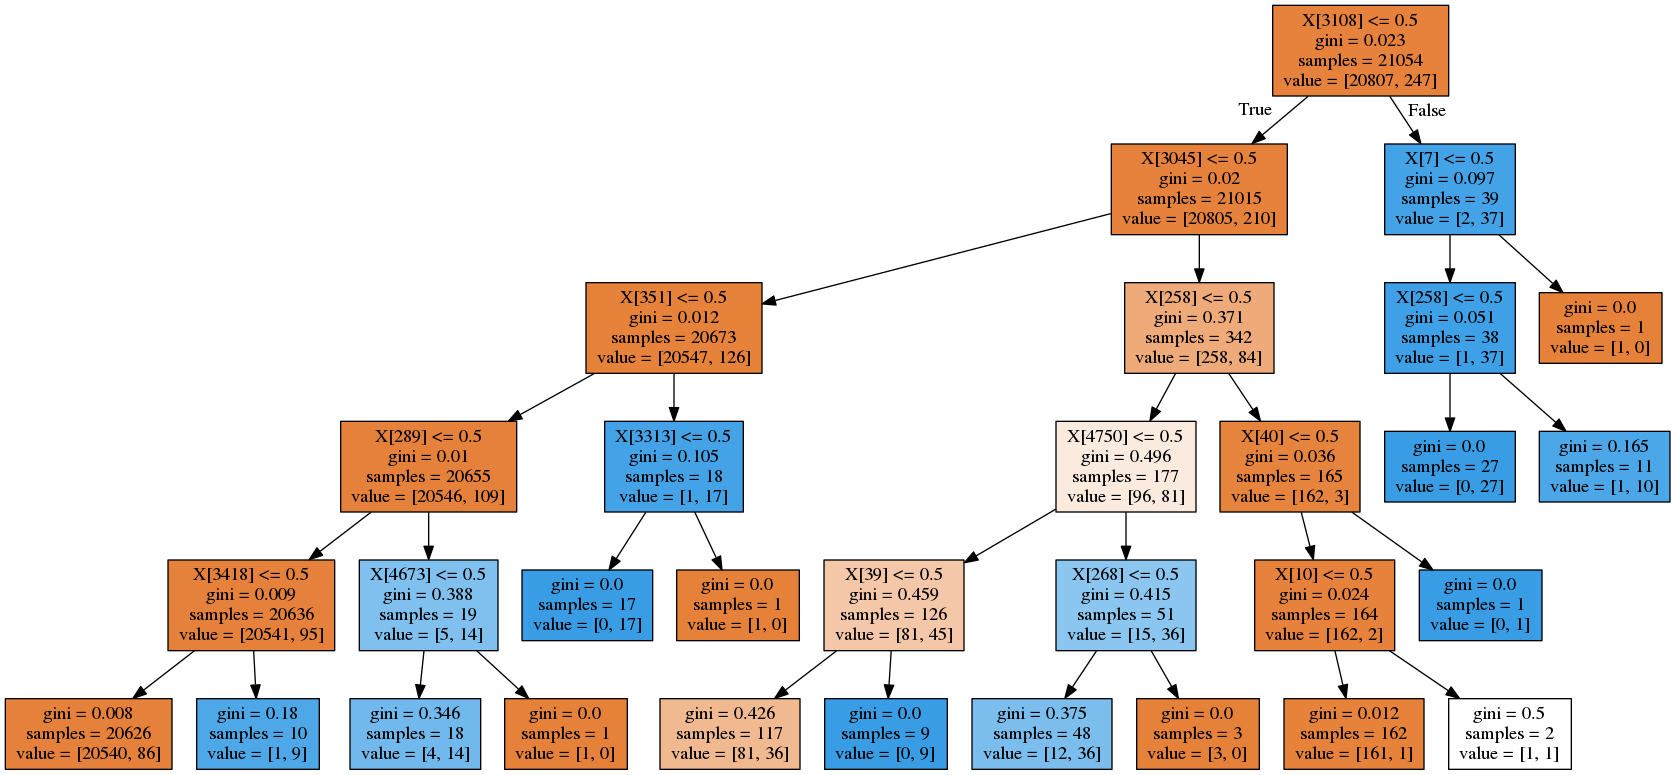 X[3108] <= 0.5
gini = 0.023
samples = 21054
value = [20807, 247]
True
False
X[3045] <= 0.5
gini = 0.02
samples = 21015
value = [20805, 210]
X[7] <= 0.5
gini = 0.097
samples = 39
value = [2, 37]
X[351] <= 0.5
gini = 0.012
samples = 20673
value = [20547, 126]
X[258] <= 0.5
gini = 0.371
samples = 342
value = [258, 84]
X[258] <= 0.5
gini = 0.051
samples = 38
value = [1, 37]
gini = 0.0
samples = 1
value = [1, 0]
X[289] <= 0.5
gini = 0.01
samples = 20655
value = [20546, 109]
X[3313] <= 0.5
gini = 0.105
samples = 18
value = [1, 17]
X[4750] <= 0.5
gini = 0.496
samples = 177
value = [96, 81]
X[40] <= 0.5
gini = 0.036
samples = 165
value = [162, 3]
gini = 0.0
samples = 27
value = [0, 27]
gini = 0.165
samples = 11
value = [1, 10]
X[3418] <= 0.5
gini = 0.009
samples = 20636
value = [20541, 95]
X[4673] <= 0.5
gini = 0.388
samples = 19
value = [5, 14]
gini = 0.0
samples = 17
value = [0, 17]
gini = 0.0
samples = 1
value = [1, 0]
X[39] <= 0.5
gini = 0.459
samples = 126
value = [81, 45]
X[268] <= 0.5
gini = 0.415
samples = 51
value = [15, 36]
X[10] <= 0.5
gini = 0.024
samples = 164
value = [162, 2]
gini = 0.0
samples = 1
value = [0, 1]
gini = 0.008
samples = 20626
value = [20540, 86]
gini = 0.18
samples = 10
value = [1, 9]
gini = 0.346
samples = 18
value = [4, 14]
gini = 0.0
samples = 1
value = [1, 0]
gini = 0.426
samples = 117
value = [81, 36]
gini = 0.0
samples = 9
value = [0, 9]
gini = 0.375
samples = 48
value = [12, 36]
gini = 0.0
samples = 3
value = [3, 0]
gini = 0.012
samples = 162
value = [161, 1]
gini = 0.5
samples = 2
value = [1, 1]